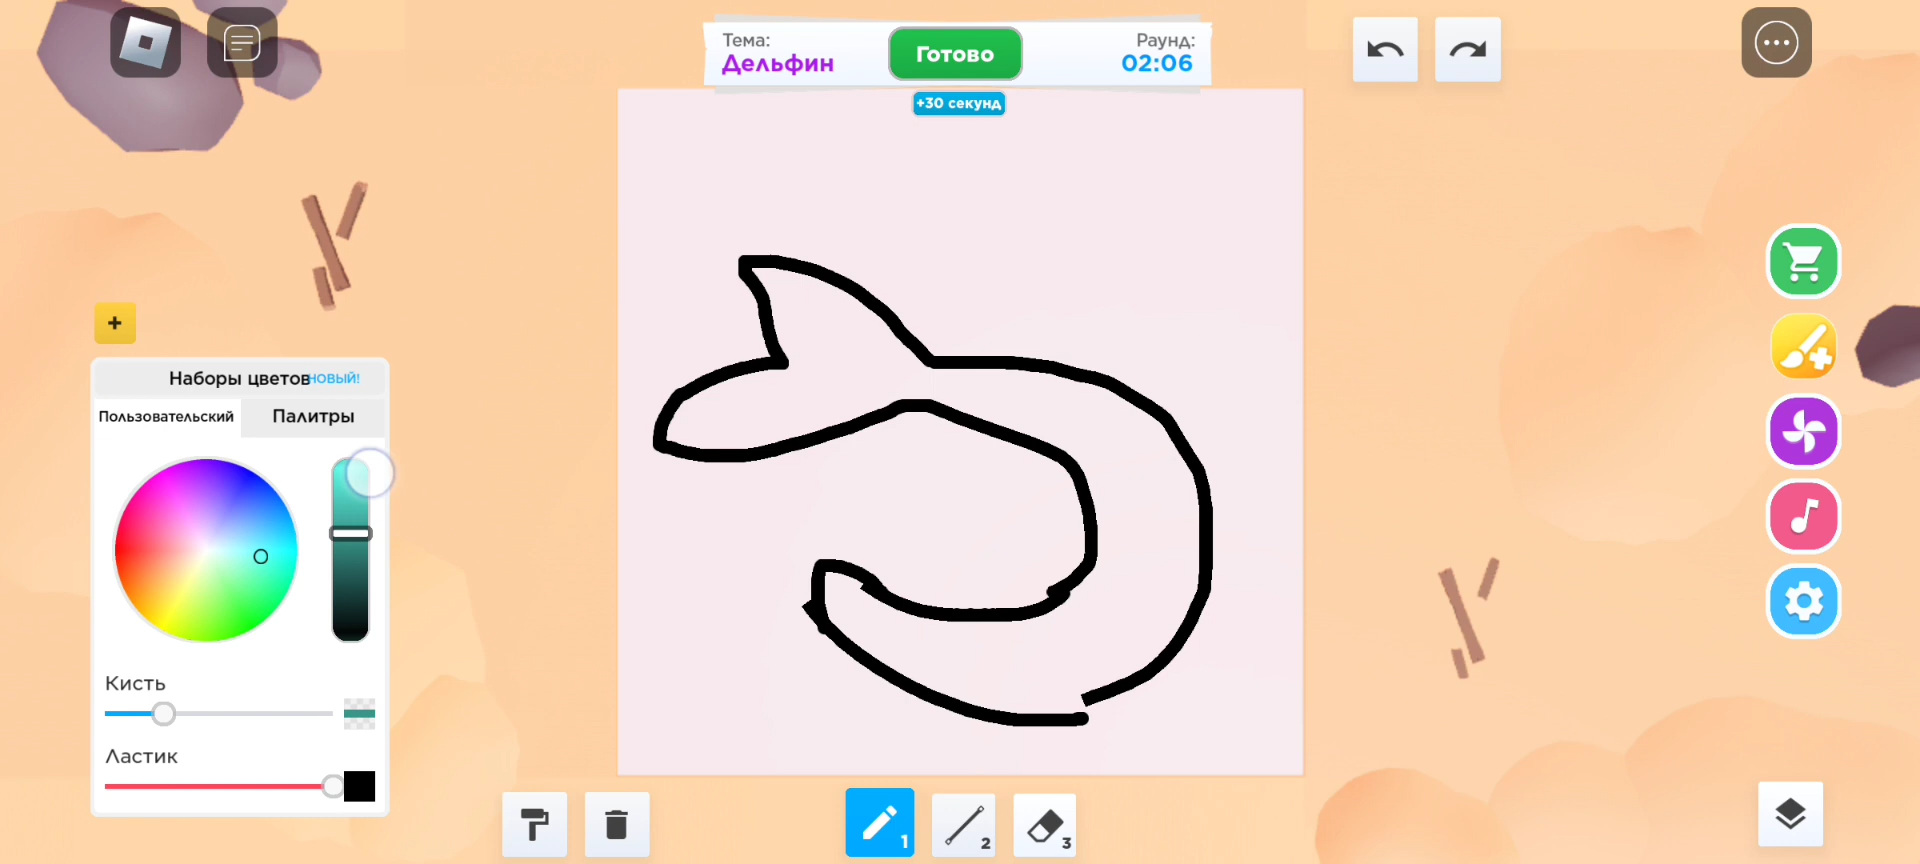 Тема:
Дельфин
Готово
Раунд:
02:06
+30 секунд
+
Наборы цветов НОВЫЙ!
Пользовательский
Палитры
Кисть
Ластик
1
2
3